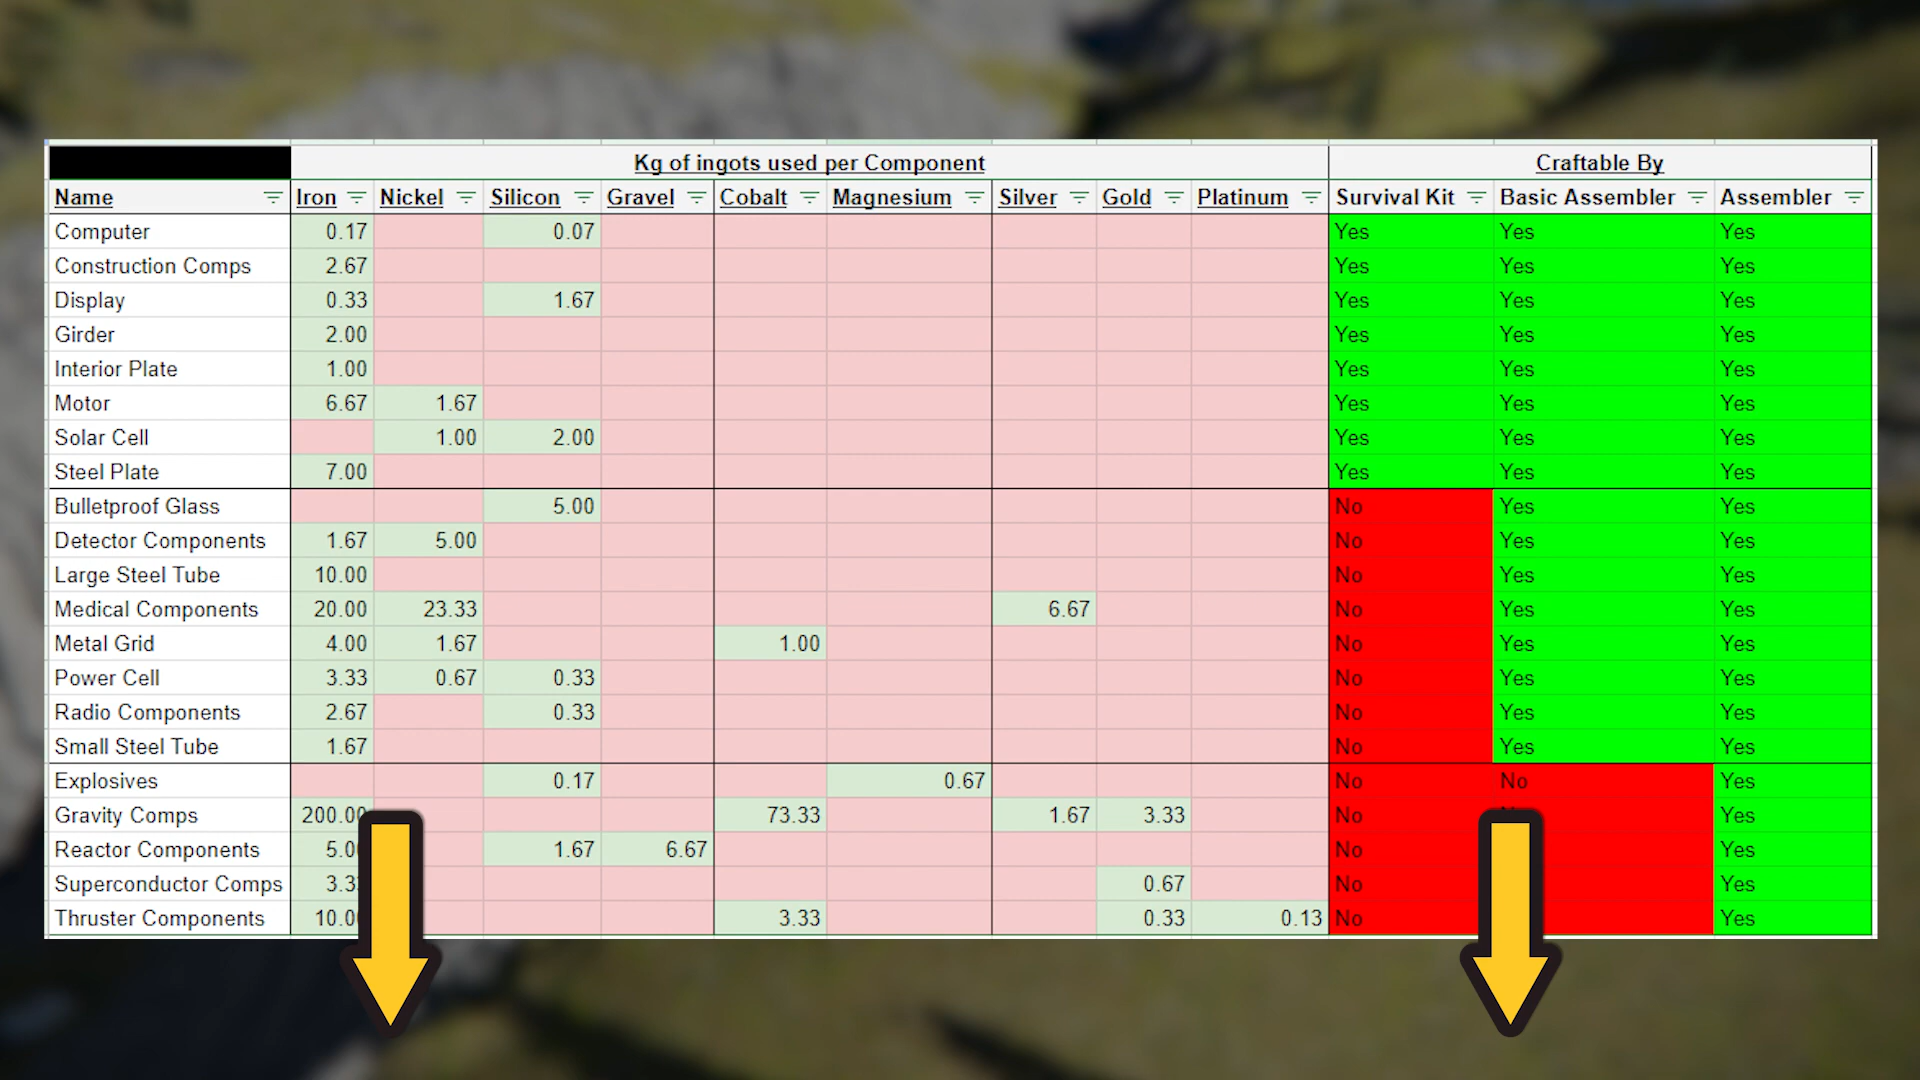 Kg of ingots used per Component Craftable By
Name Iron Nickel Silicon Gravel Cobalt Magnesium Silver Gold Platinum Survival Kit Basic Assembler Assembler
Computer 0.17 0.07 Yes Yes Yes
Construction Comps 2.67 Yes Yes Yes
Display 0.33 1.67 Yes Yes Yes
Girder 2.00 Yes Yes Yes
Interior Plate 1.00 Yes Yes Yes
Motor 6.67 1.67 Yes Yes Yes
Solar Cell 1.00 2.00 Yes Yes Yes
Steel Plate 7.00 Yes Yes Yes
Bulletproof Glass 5.00 No Yes Yes
Detector Components 1.67 5.00 No Yes Yes
Large Steel Tube 10.00 No Yes Yes
Medical Components 20.00 23.33 6.67 No Yes Yes
Metal Grid 4.00 1.67 1.00 No Yes Yes
Power Cell 3.33 0.67 0.33 No Yes Yes
Radio Components 2.67 0.33 No Yes Yes
Small Steel Tube 1.67 No Yes Yes
Explosives 0.17 0.67 No No Yes
Gravity Comps 200.00 73.33 1.67 3.33 No Yes
Reactor Components 5.0 1.67 6.67 No Yes
Superconductor Comps 3.3 0.67 No Yes
Thruster Components 10.0 3.33 0.33 0.13 No Yes